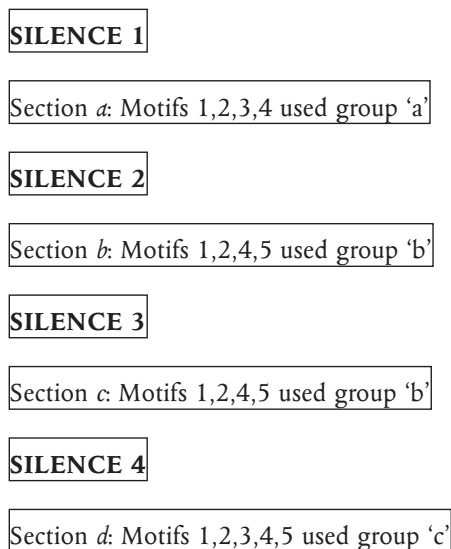 SILENCE 1
Section a: Motifs 1,2,3,4 used group ‘a’
SILENCE 2
Section b: Motifs 1,2,4,5 used group ‘b’
SILENCE 3
Section c: Motifs 1,2,4,5 used group ‘b’
SILENCE 4
Section d: Motifs 1,2,3,4,5 used group ‘c’